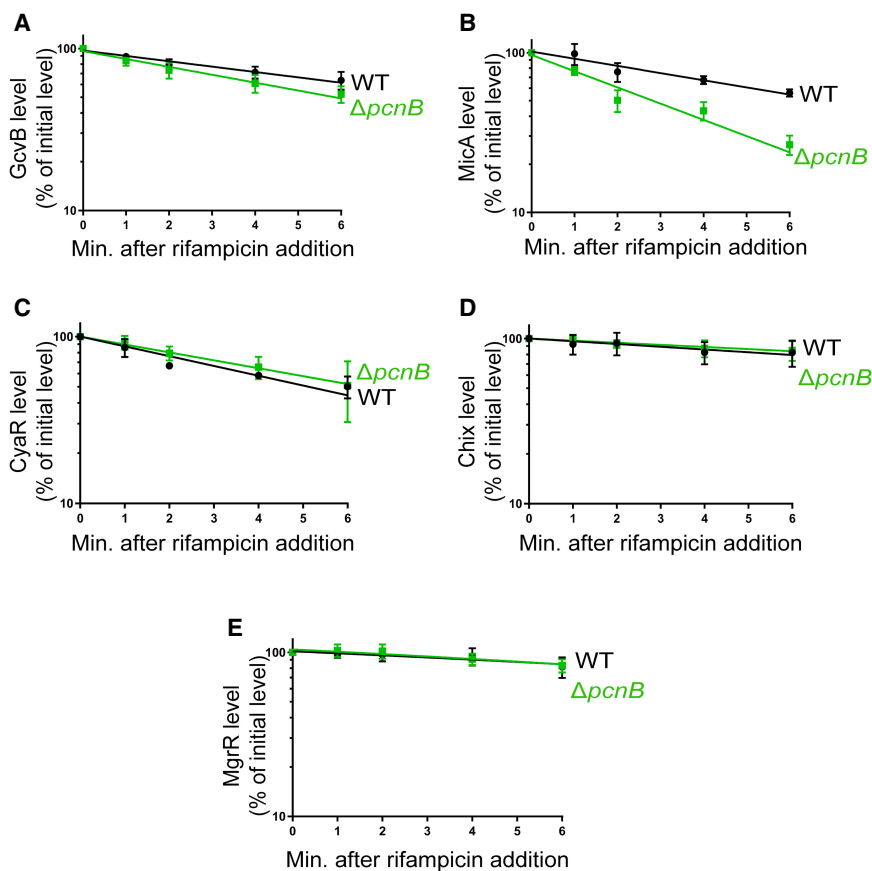 A
GcvB level
(% of initial level)
100
10
0 1 2 3 4 5 6
Min. after rifampicin addition
WT
ΔpcnB
B
MicA level
(% of initial level)
100
10
0 1 2 3 4 5 6
Min. after rifampicin addition
WT
ΔpcnB
C
CyaR level
(% of initial level)
100
10
0 1 2 3 4 5 6
Min. after rifampicin addition
ΔpcnB
WT
D
Chix level
(% of initial level)
100
10
0 1 2 3 4 5 6
Min. after rifampicin addition
WT
ΔpcnB
E
MgrR level
(% of initial level)
100
10
0 1 2 3 4 5 6
Min. after rifampicin addition
WT
ΔpcnB